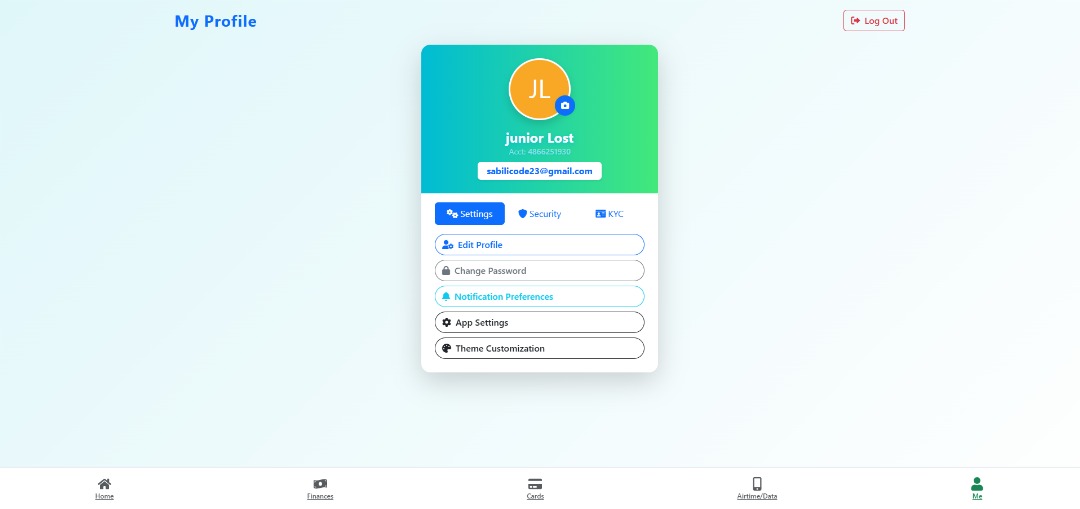 My Profile
Log Out
JL
junior Lost
Acct: 4866251930
sabilicode23@gmail.com
Settings
Security
KYC
Edit Profile
Change Password
Notification Preferences
App Settings
Theme Customization
Home
Finances
Cards
Airtime/Data
Me